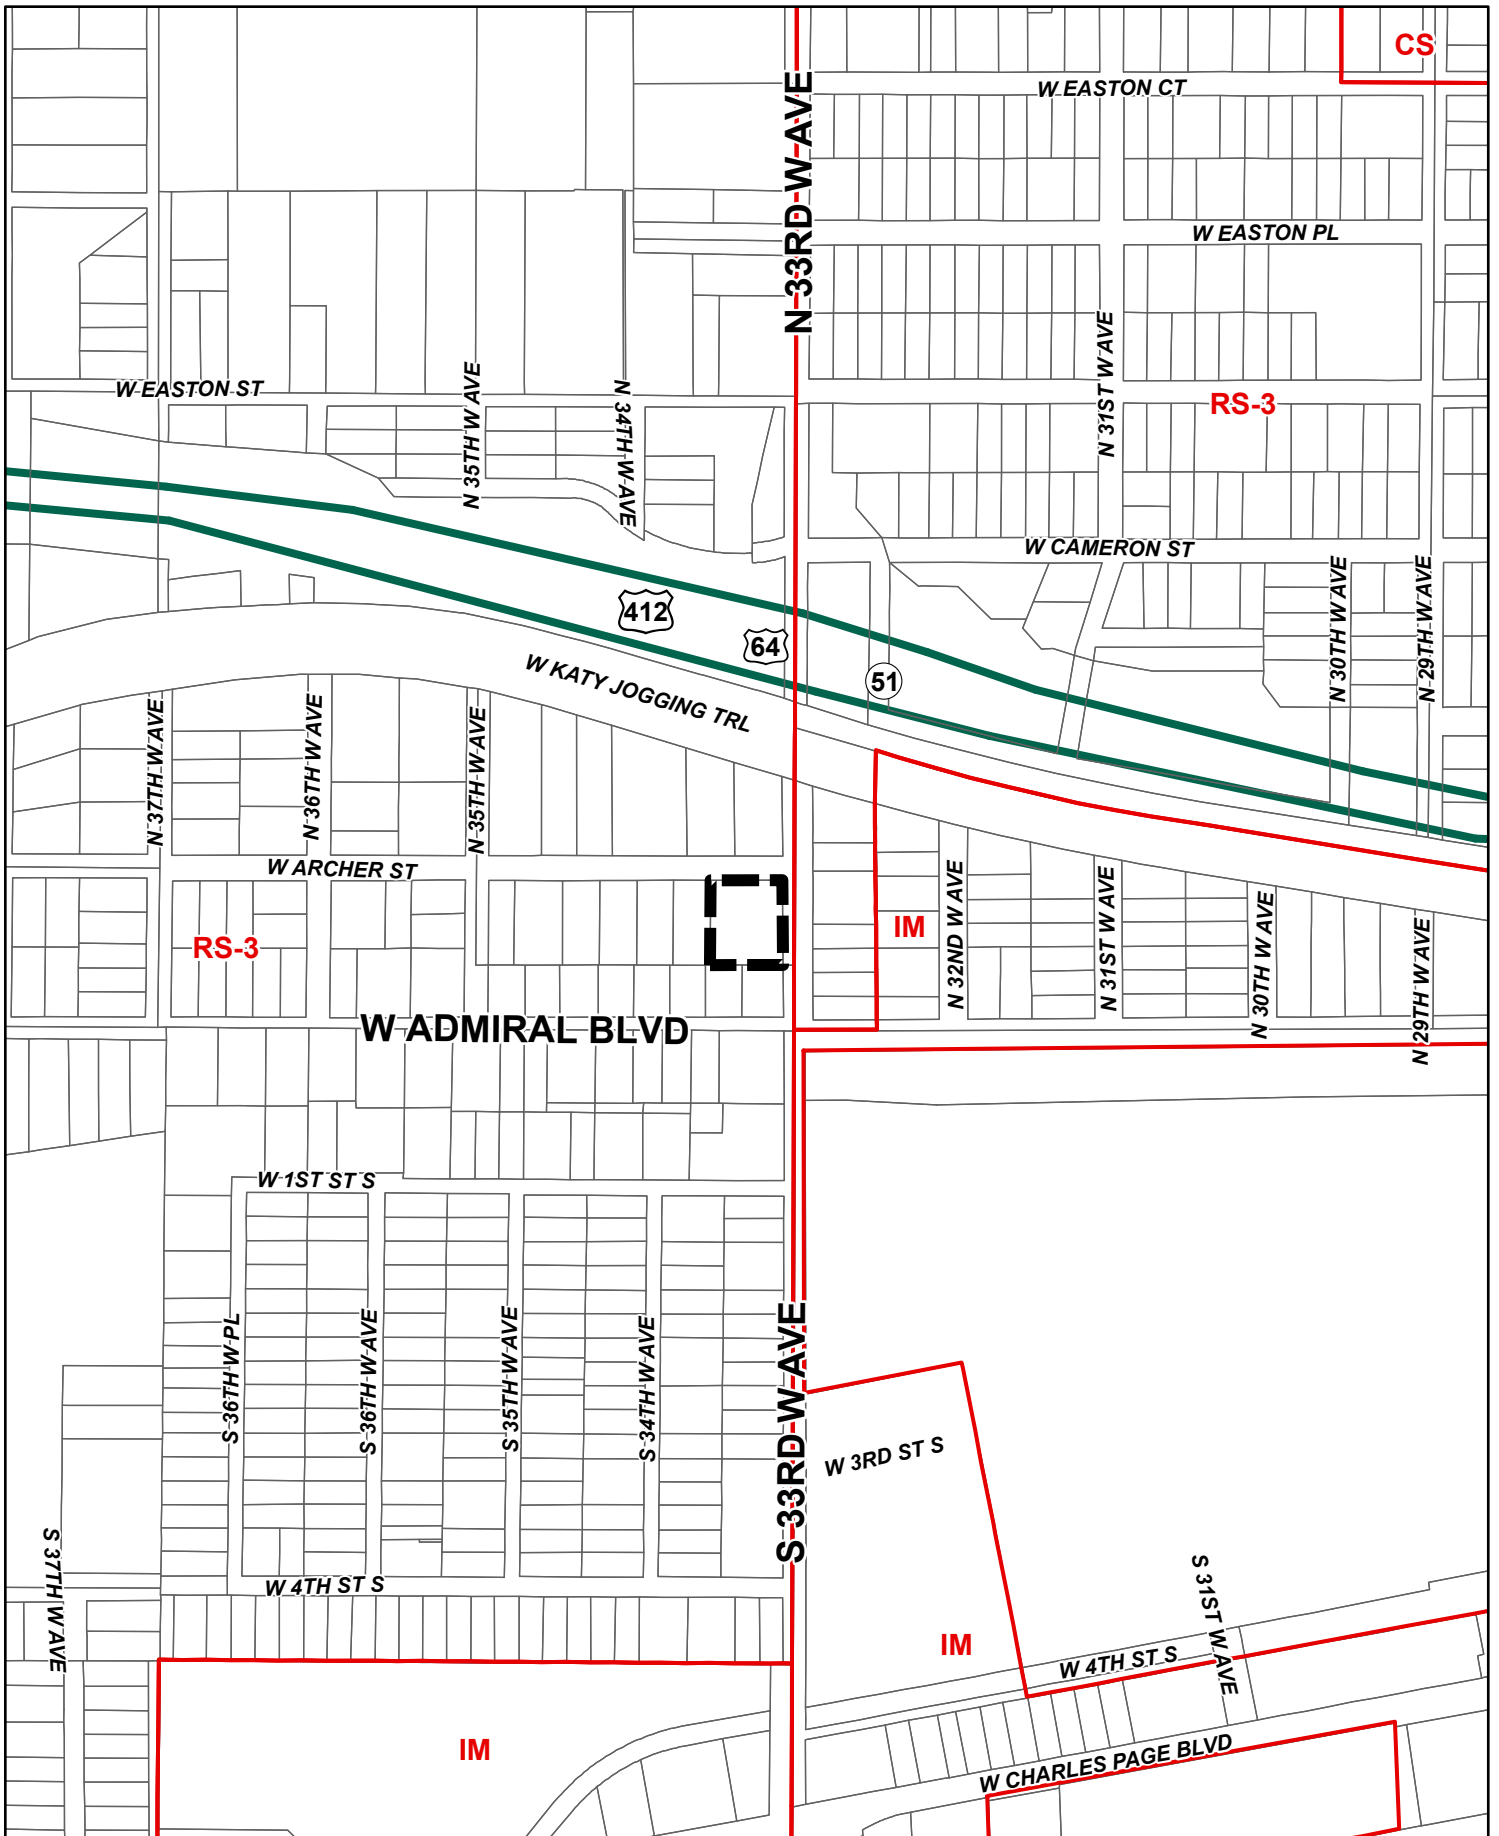 CS
W EASTON CT
N 33RD W AVE
W EASTON PL
N 31ST W AVE
W EASTON ST
N 35TH W AVE
N 34TH W AVE
RS-3
W CAMERON ST
N 30TH W AVE
N 29TH W AVE
412
64
51
W KATY JOGGING TRL
N 37TH W AVE
N 36TH W AVE
N 35TH W AVE
W ARCHER ST
RS-3
IM
N 32ND W AVE
N 31ST W AVE
N 30TH W AVE
N 29TH W AVE
W ADMIRAL BLVD
W 1ST ST S
S 36TH W PL
S 36TH W AVE
S 35TH W AVE
S 34TH W AVE
S 33RD W AVE
W 3RD ST S
S 37TH W AVE
W 4TH ST S
S 31ST W AVE
IM
W 4TH ST S
IM
W CHARLES PAGE BLVD